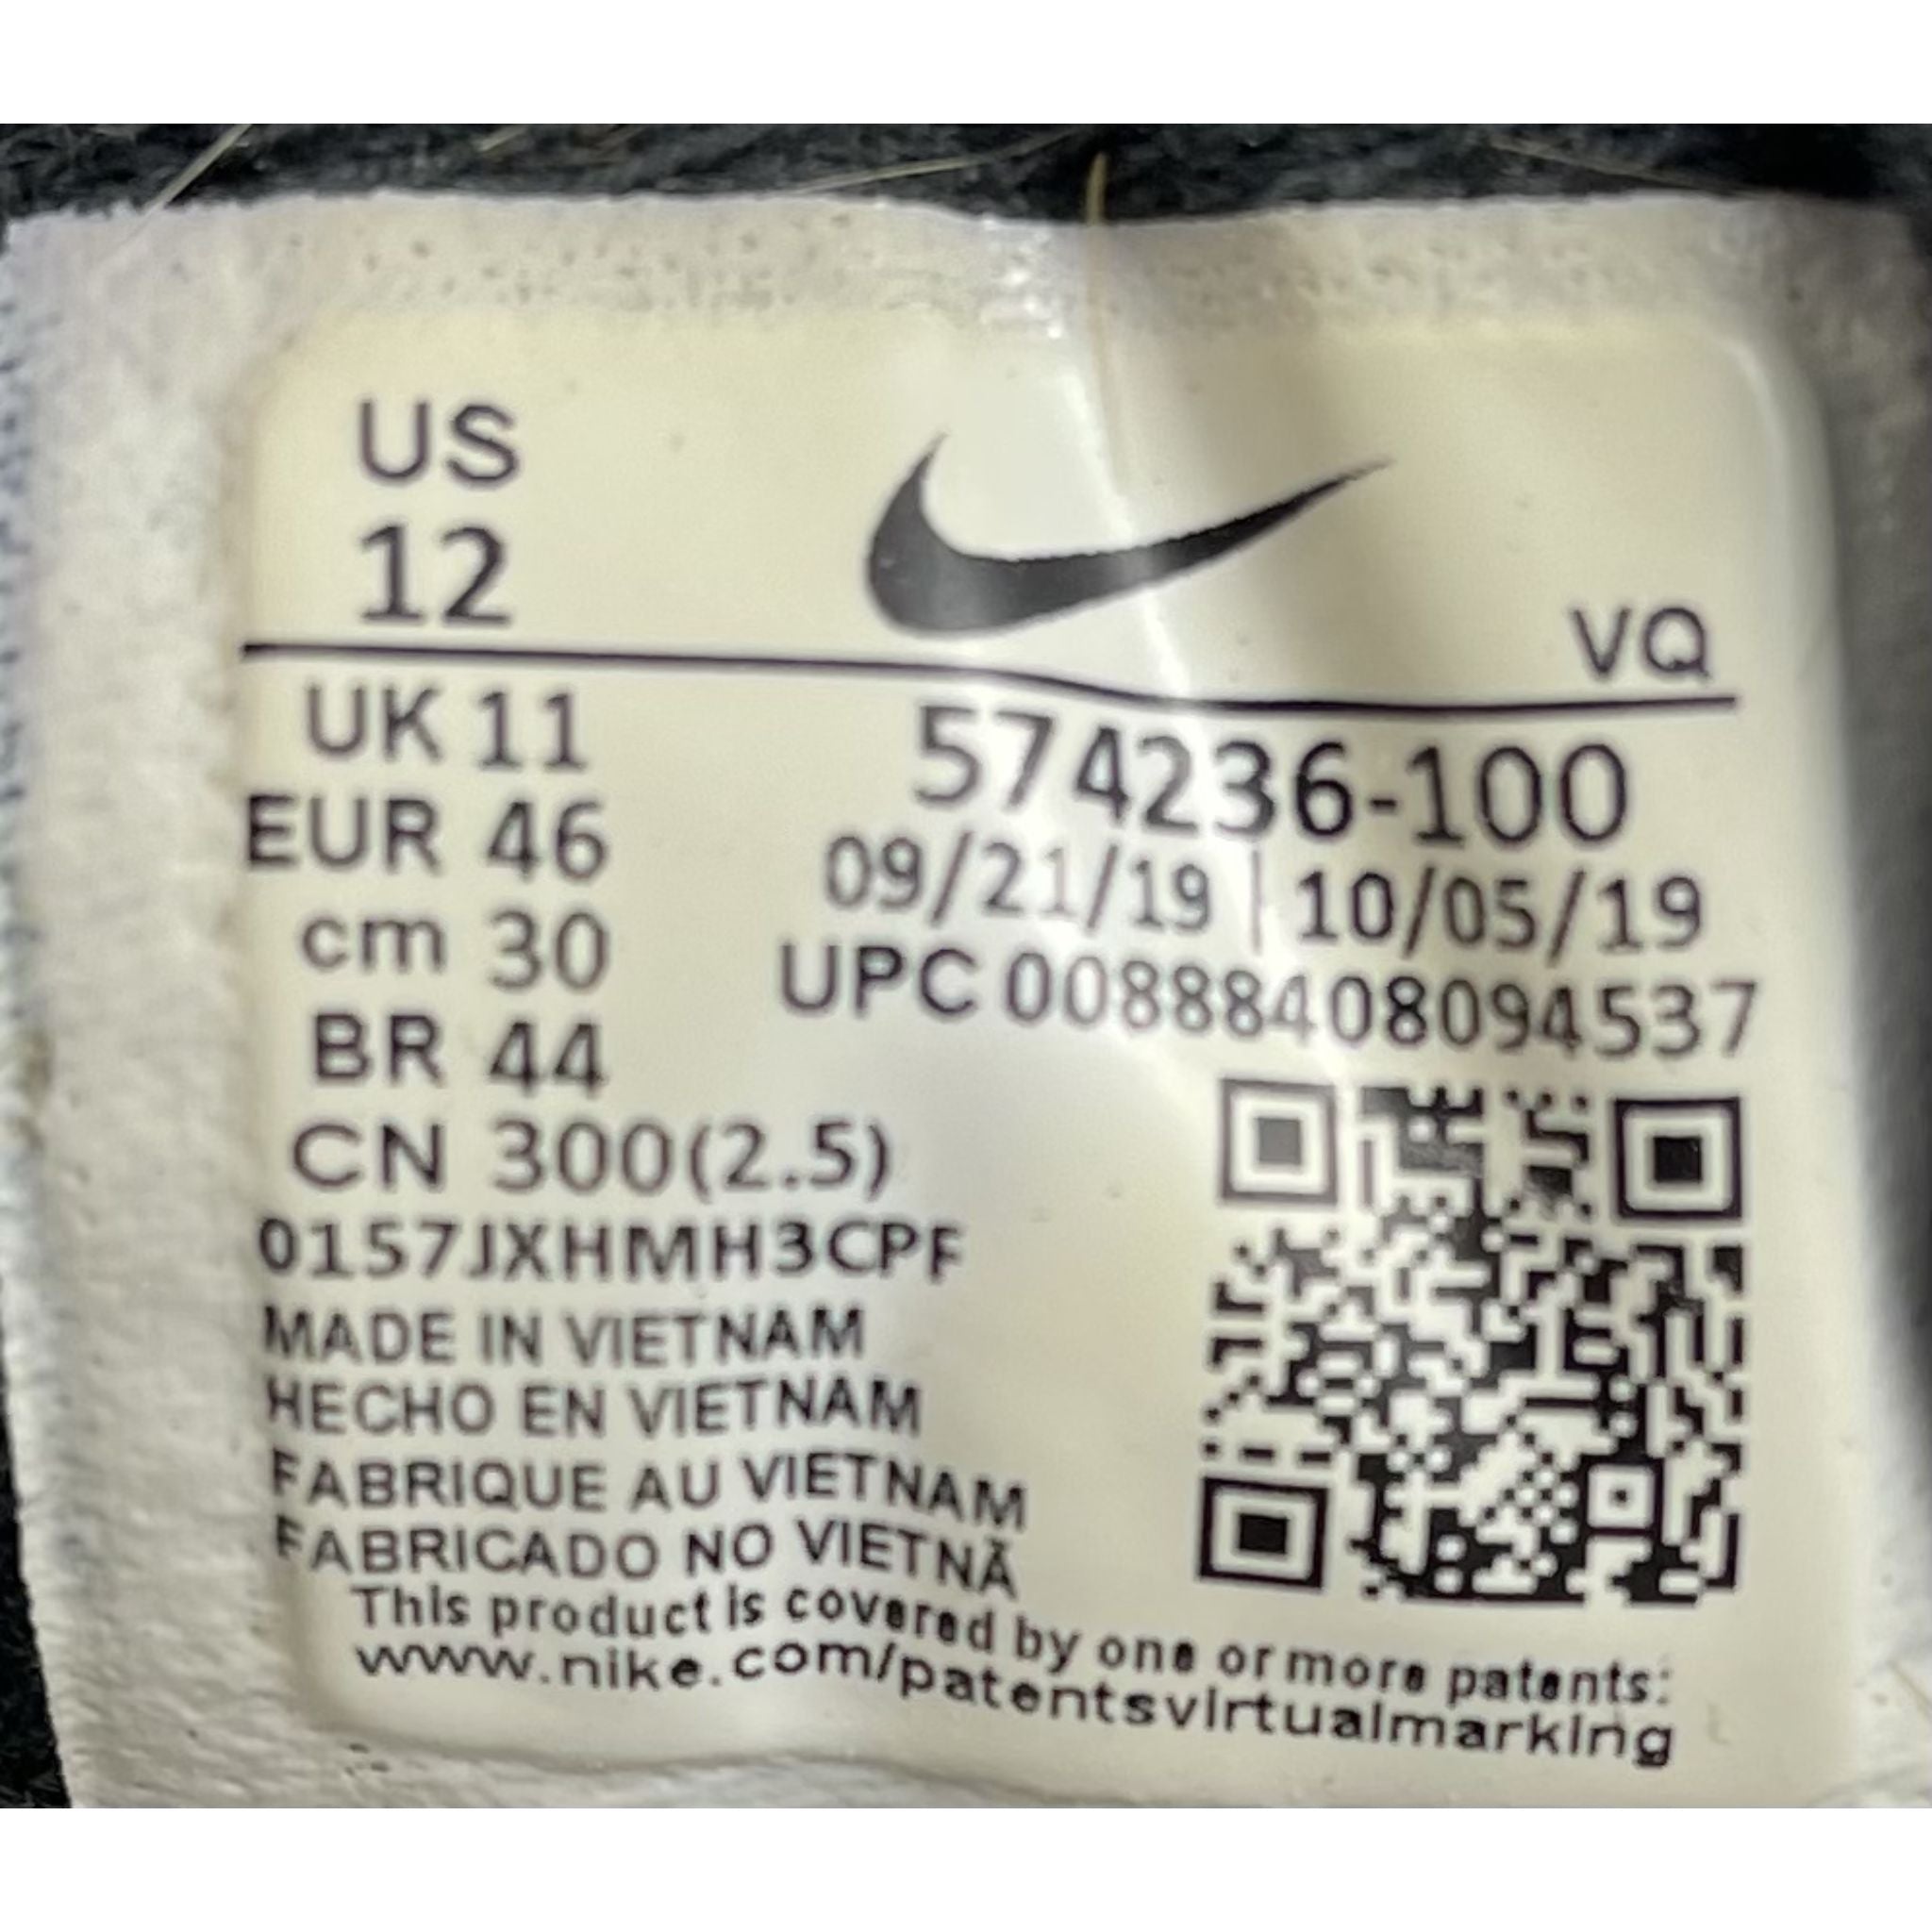 US
12
VQ
UK 11
574236-100
EUR 46
09/21/19 | 10/05/19
cm 30
UPC 00888408094537
BR 44
CN 300(2.5)
0157JXHMH3CPF
MADE IN VIETNAM
HECHO EN VIETNAM
FABRIQUE AU VIETNAM
FABRICADO NO VIETNÃ
This product is covered by one or more patents:
www.nike.com/patentsvirtualmarking